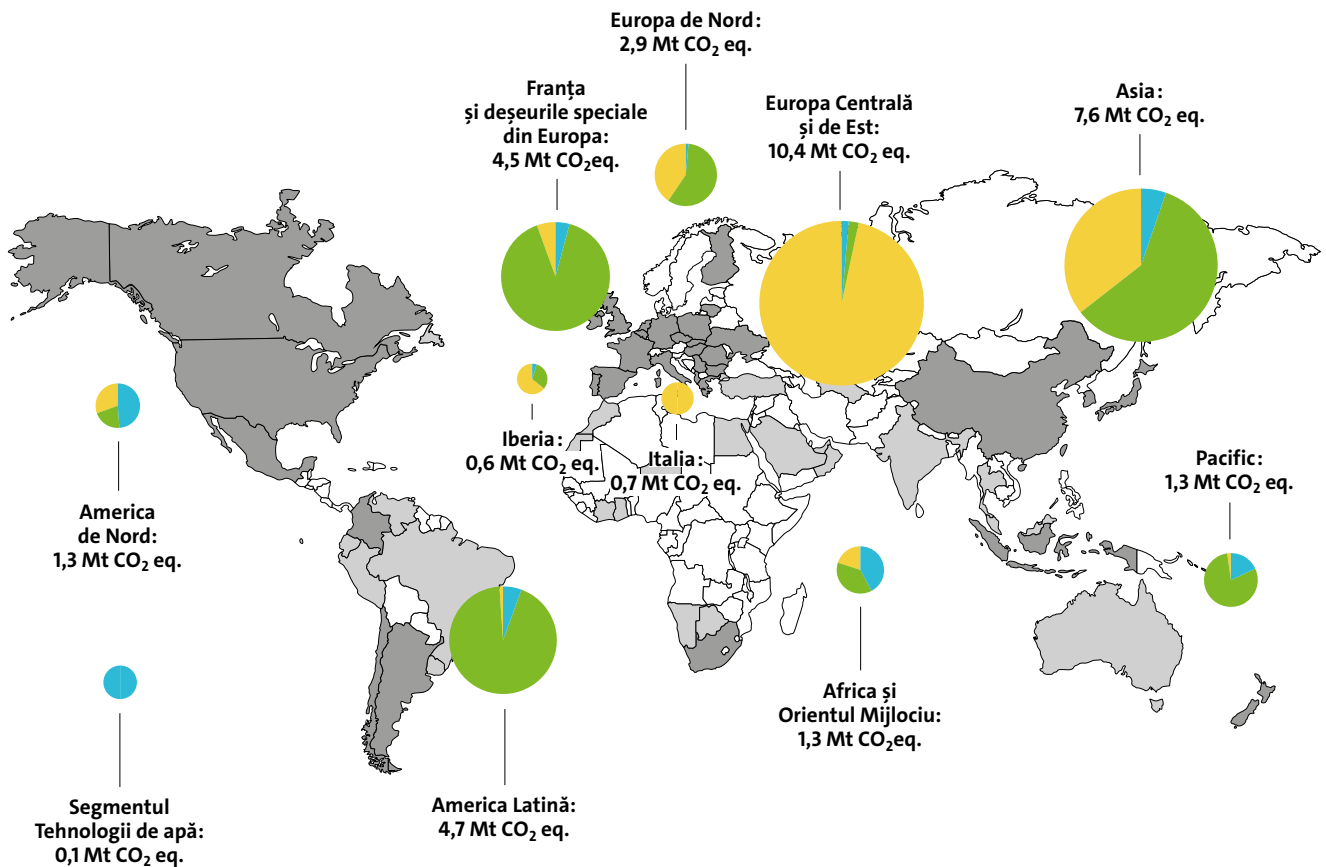 Europa de Nord:
2,9 Mt CO₂ eq.
Franța
și deșeurile speciale
din Europa:
4,5 Mt CO₂eq.
Europa Centrală
și de Est:
10,4 Mt CO₂ eq.
Asia:
7,6 Mt CO₂ eq.
Iberia:
0,6 Mt CO₂ eq.
Italia:
0,7 Mt CO₂ eq.
Pacific:
1,3 Mt CO₂ eq.
America
de Nord:
1,3 Mt CO₂ eq.
Africa și
Orientul Mijlociu:
1,3 Mt CO₂eq.
Segmentul
Tehnologii de apă:
0,1 Mt CO₂ eq.
America Latină:
4,7 Mt CO₂ eq.